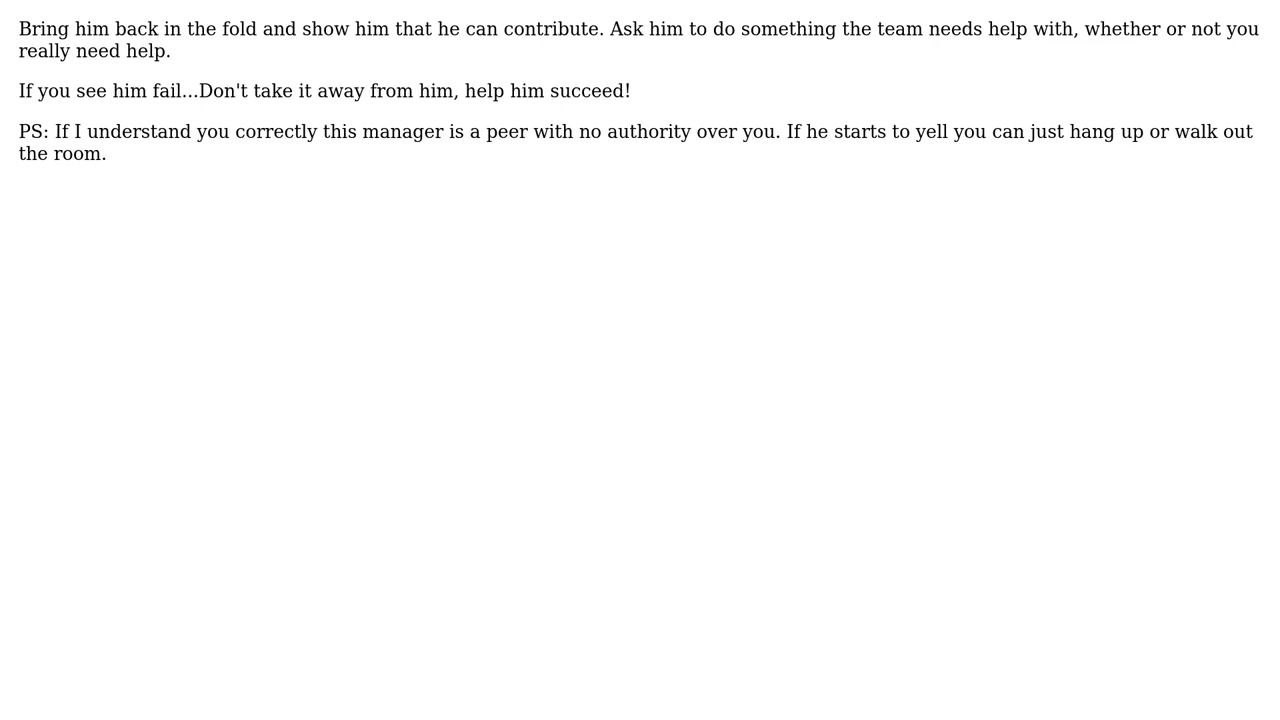 Bring him back in the fold and show him that he can contribute. Ask him to do something the team needs help with, whether or not you
really need help.
If you see him fail...Don't take it away from him, help him succeed!
PS: If I understand you correctly this manager is a peer with no authority over you. If he starts to yell you can just hang up or walk out
the room.